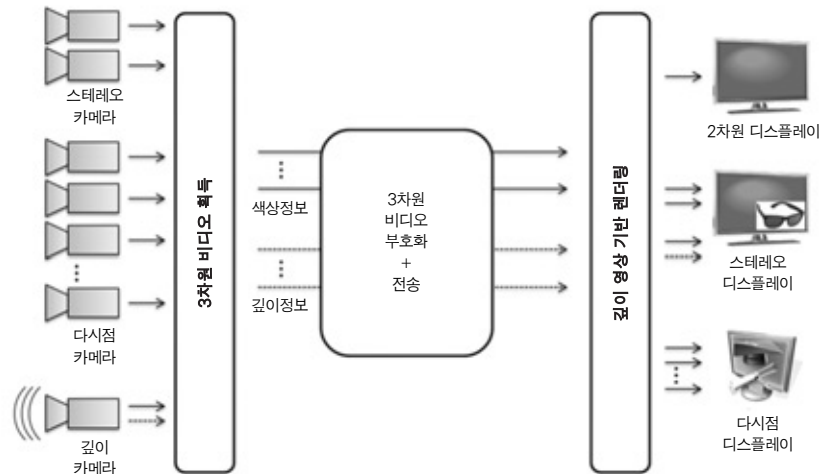 스테레오
카메라
다시점
카메라
깊이
카메라
3차원 비디오 획득
색상정보
깊이정보
3차원
비디오
부호화
+
전송
깊이 영상 기반 렌더링
2차원 디스플레이
스테레오
디스플레이
다시점
디스플레이